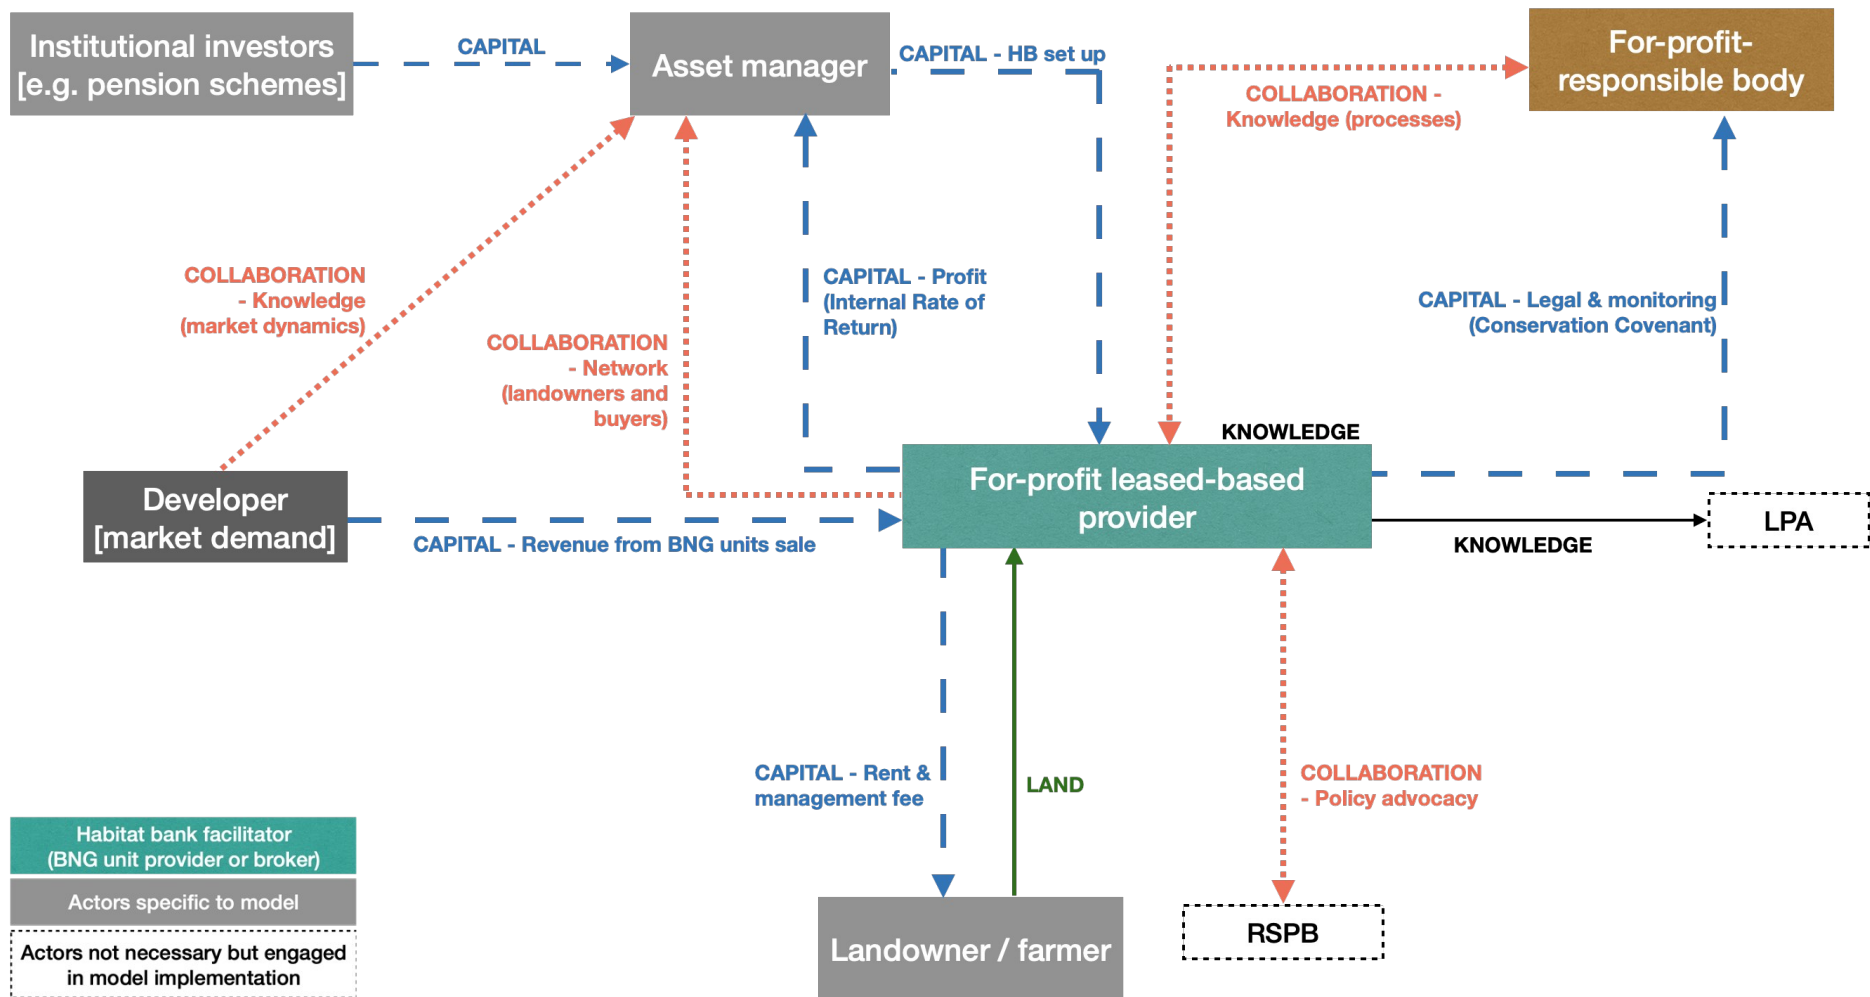 Institutional investors
[e.g. pension schemes]
CAPITAL
Asset manager
CAPITAL - HB set up
For-profit-
responsible body
COLLABORATION -
Knowledge (processes)
COLLABORATION
- Knowledge
(market dynamics)
CAPITAL - Profit
(Internal Rate of
Return)
CAPITAL - Legal & monitoring
(Conservation Covenant)
COLLABORATION
- Network
(landowners and
buyers)
KNOWLEDGE
Developer
[market demand]
For-profit leased-based
provider
LPA
CAPITAL - Revenue from BNG units sale
KNOWLEDGE
CAPITAL - Rent &
management fee
LAND
COLLABORATION
- Policy advocacy
Habitat bank facilitator
(BNG unit provider or broker)
Actors specific to model
Actors not necessary but engaged
in model implementation
Landowner / farmer
RSPB